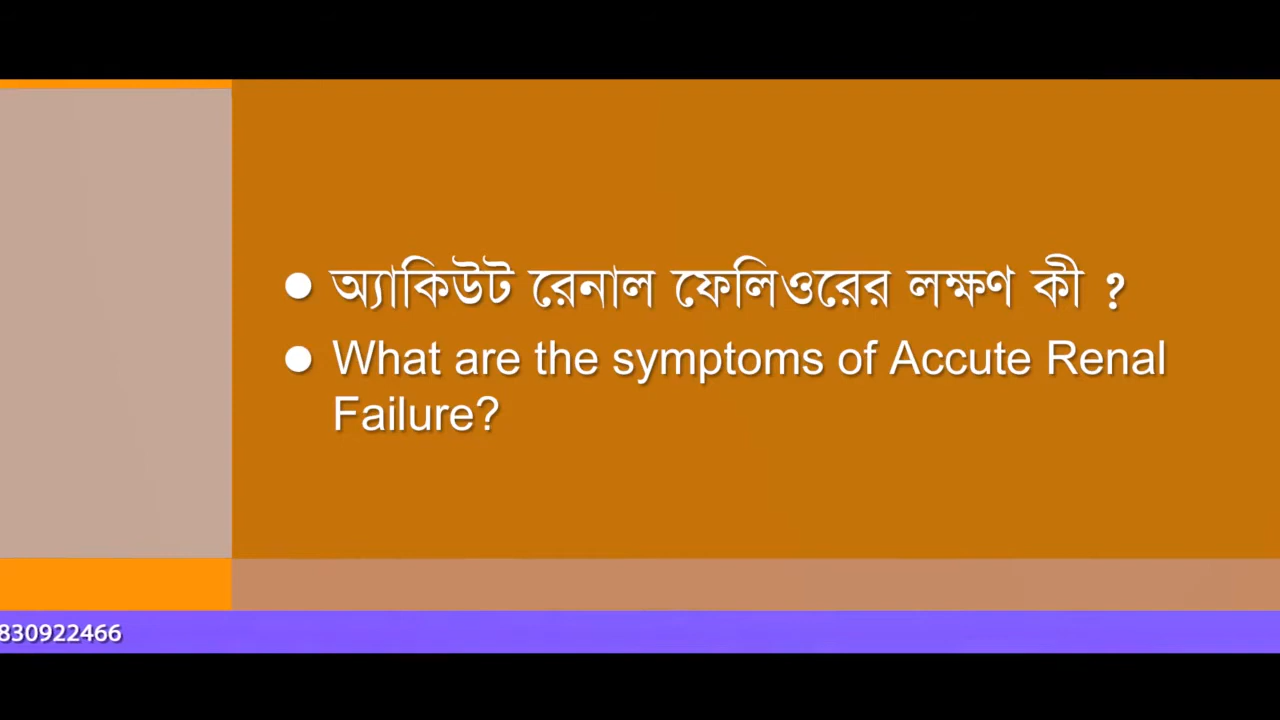 অ্যাকিউট রেনাল ফেলিওরের লক্ষণ কী ?
What are the symptoms of Accute Renal
Failure?
830922466